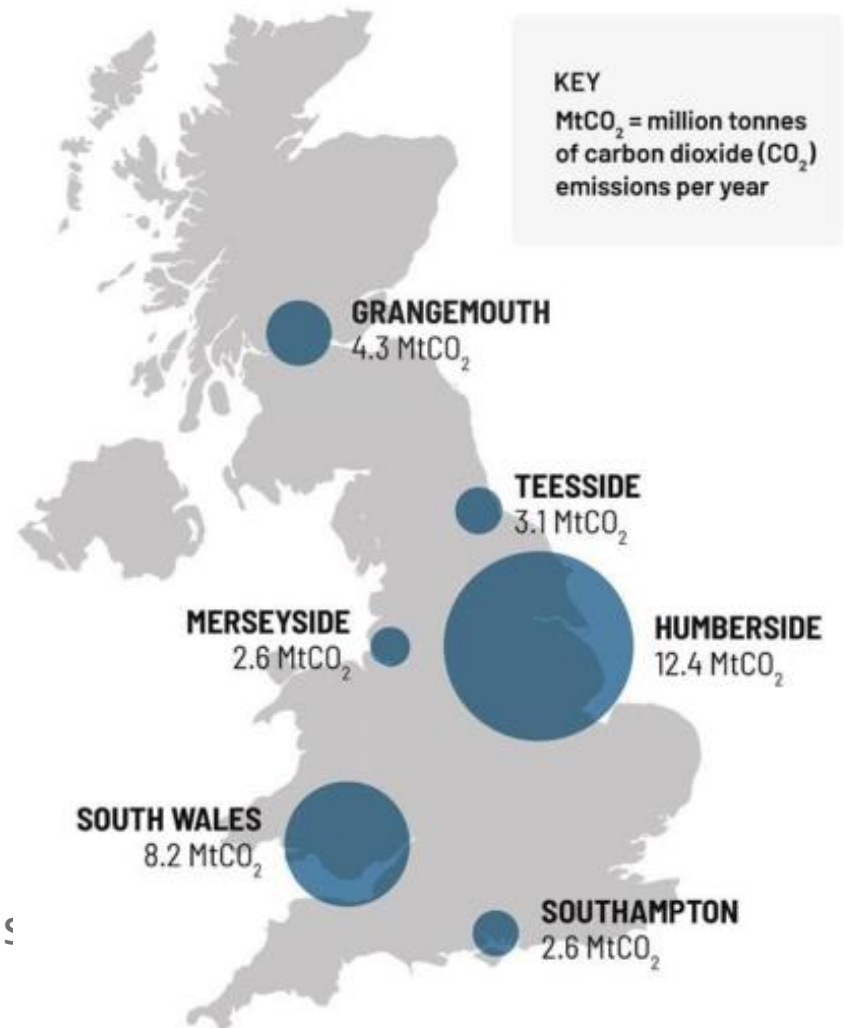 KEY
MtCO₂ = million tonnes
of carbon dioxide (CO₂)
emissions per year
GRANGEMOUTH
4.3 MtCO₂
TEESSIDE
3.1 MtCO₂
MERSEYSIDE
2.6 MtCO₂
HUMBERSIDE
12.4 MtCO₂
SOUTH WALES
8.2 MtCO₂
SOUTHAMPTON
2.6 MtCO₂